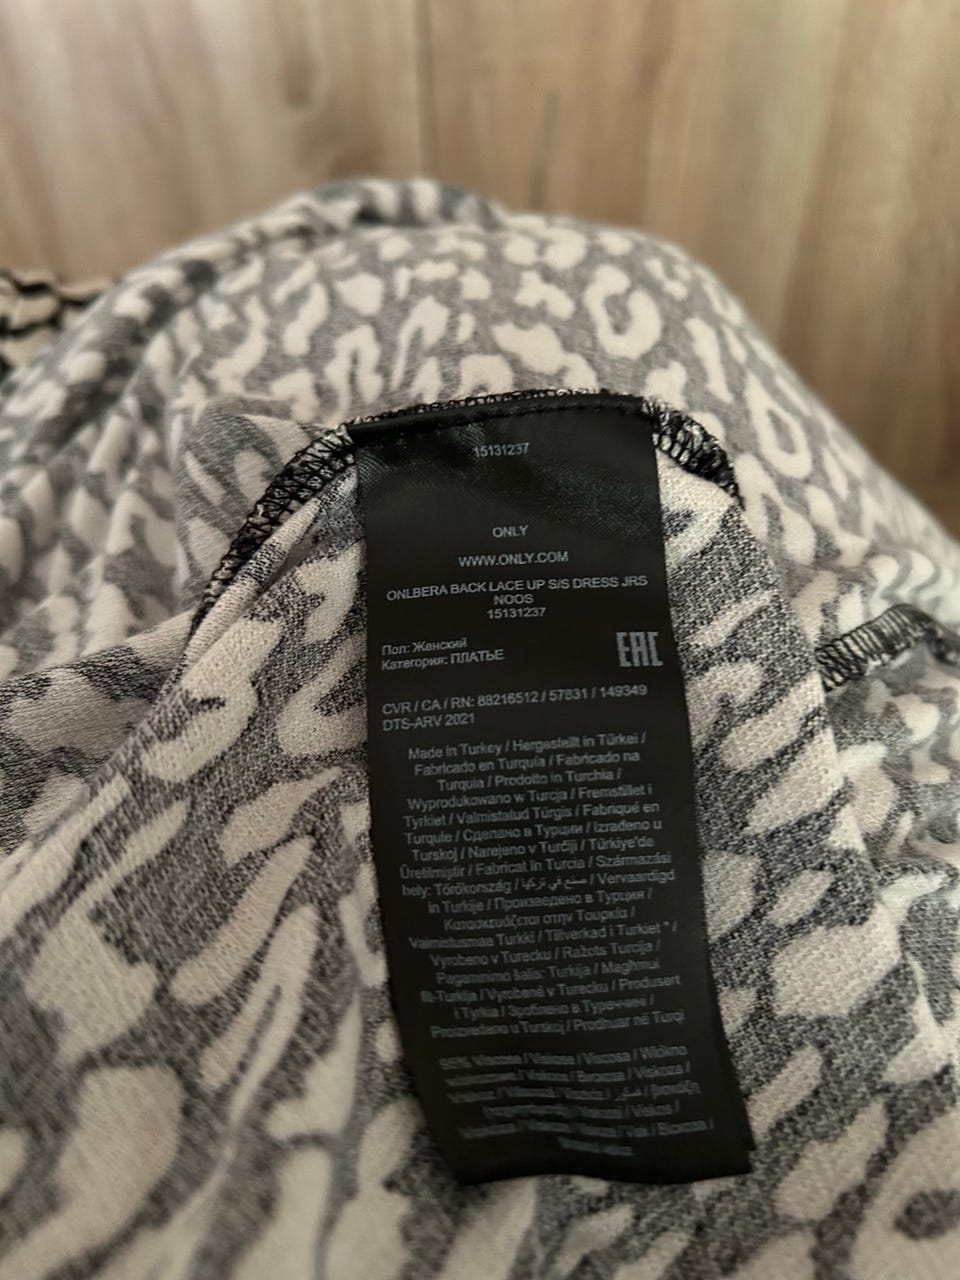 15131237
ONLY
WWW.ONLY.COM
ONLBERA BACK LACE UP S/S DRESS JRS
NOOS
15131237
Пол: Женский
Категория: ПЛАТЬЕ
EAC
CVR / CA / RN: 88216512 / 57831 / 149349
DTS-ARV 2021
Made in Turkey / Hergestellt in Türkei /
Fabricado en Turquía / Fabricado na
Turquia / Prodotto in Turchia /
Wyprodukowano w Turcja / Fremstillet i
Tyrkiet / Valmistatud Türgis / Fabriqué en
Turquie / Сделано в Турции / Izrađeno u
Turskoj / Narejeno v Turčiji / Türkiye'de
Üretilmiştir / Fabricat în Turcia / Származási
hely: Törökország / صنع في تركيا / Vervaardigd
in Turkije / Произведено в Турция /
Κατασκευάζεται στην Τουρκία /
Valmistusmaa Turkki / Tillverkad i Turkiet * /
Vyrobeno v Turecku / Ražots Turcija /
Pagaminimo šalis: Turkija / Magħmul
fit-Turkija / Vyrobené v Turecku / Produsert
i Tyrkia / Зроблено в Туреччині /
Proizvedeno u Turskoj / Prodhuar në Turqi
95% Viscose / Viskose / Viscosa / Włókno